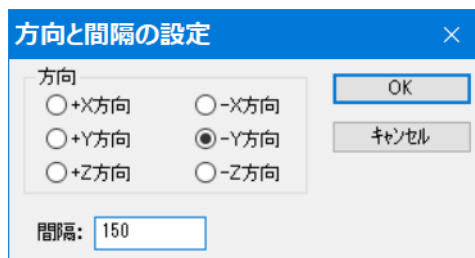 方向と間隔の設定
方向
+X方向 -X方向
+Y方向 -Y方向
+Z方向 -Z方向
OK
キャンセル
間隔: 150